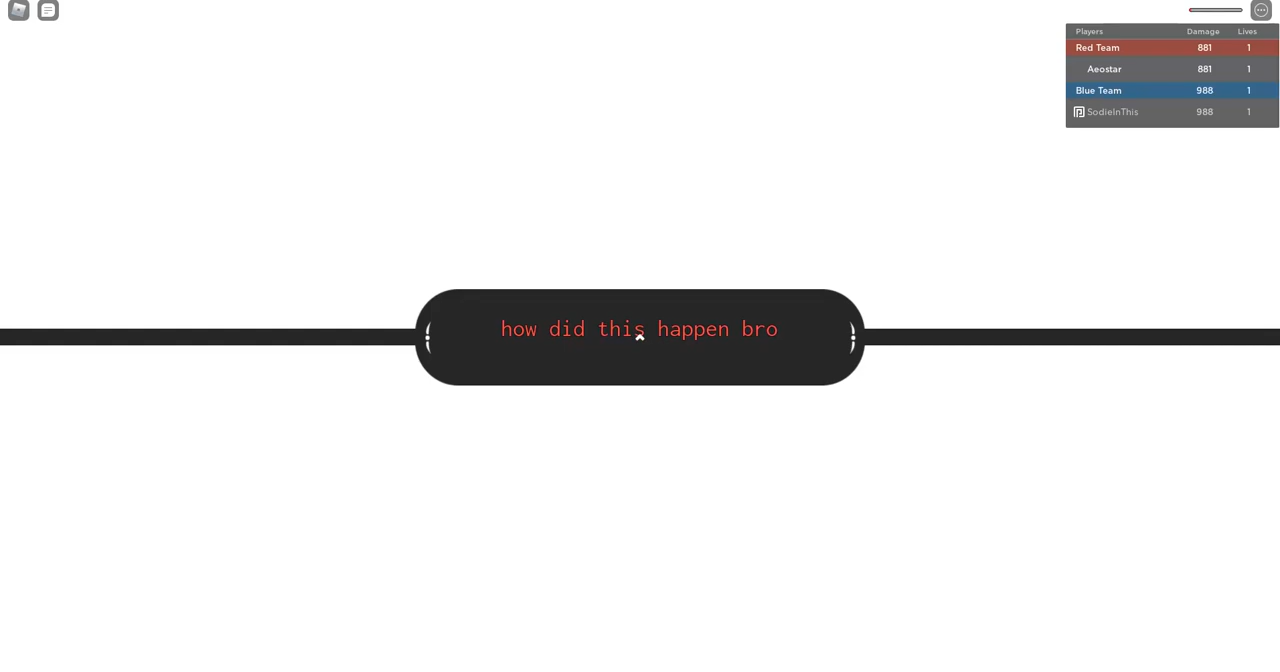 Players Damage Lives
Red Team 881 1
Aeostar 881 1
Blue Team 988 1
SodieInThis 988 1
how did this happen bro